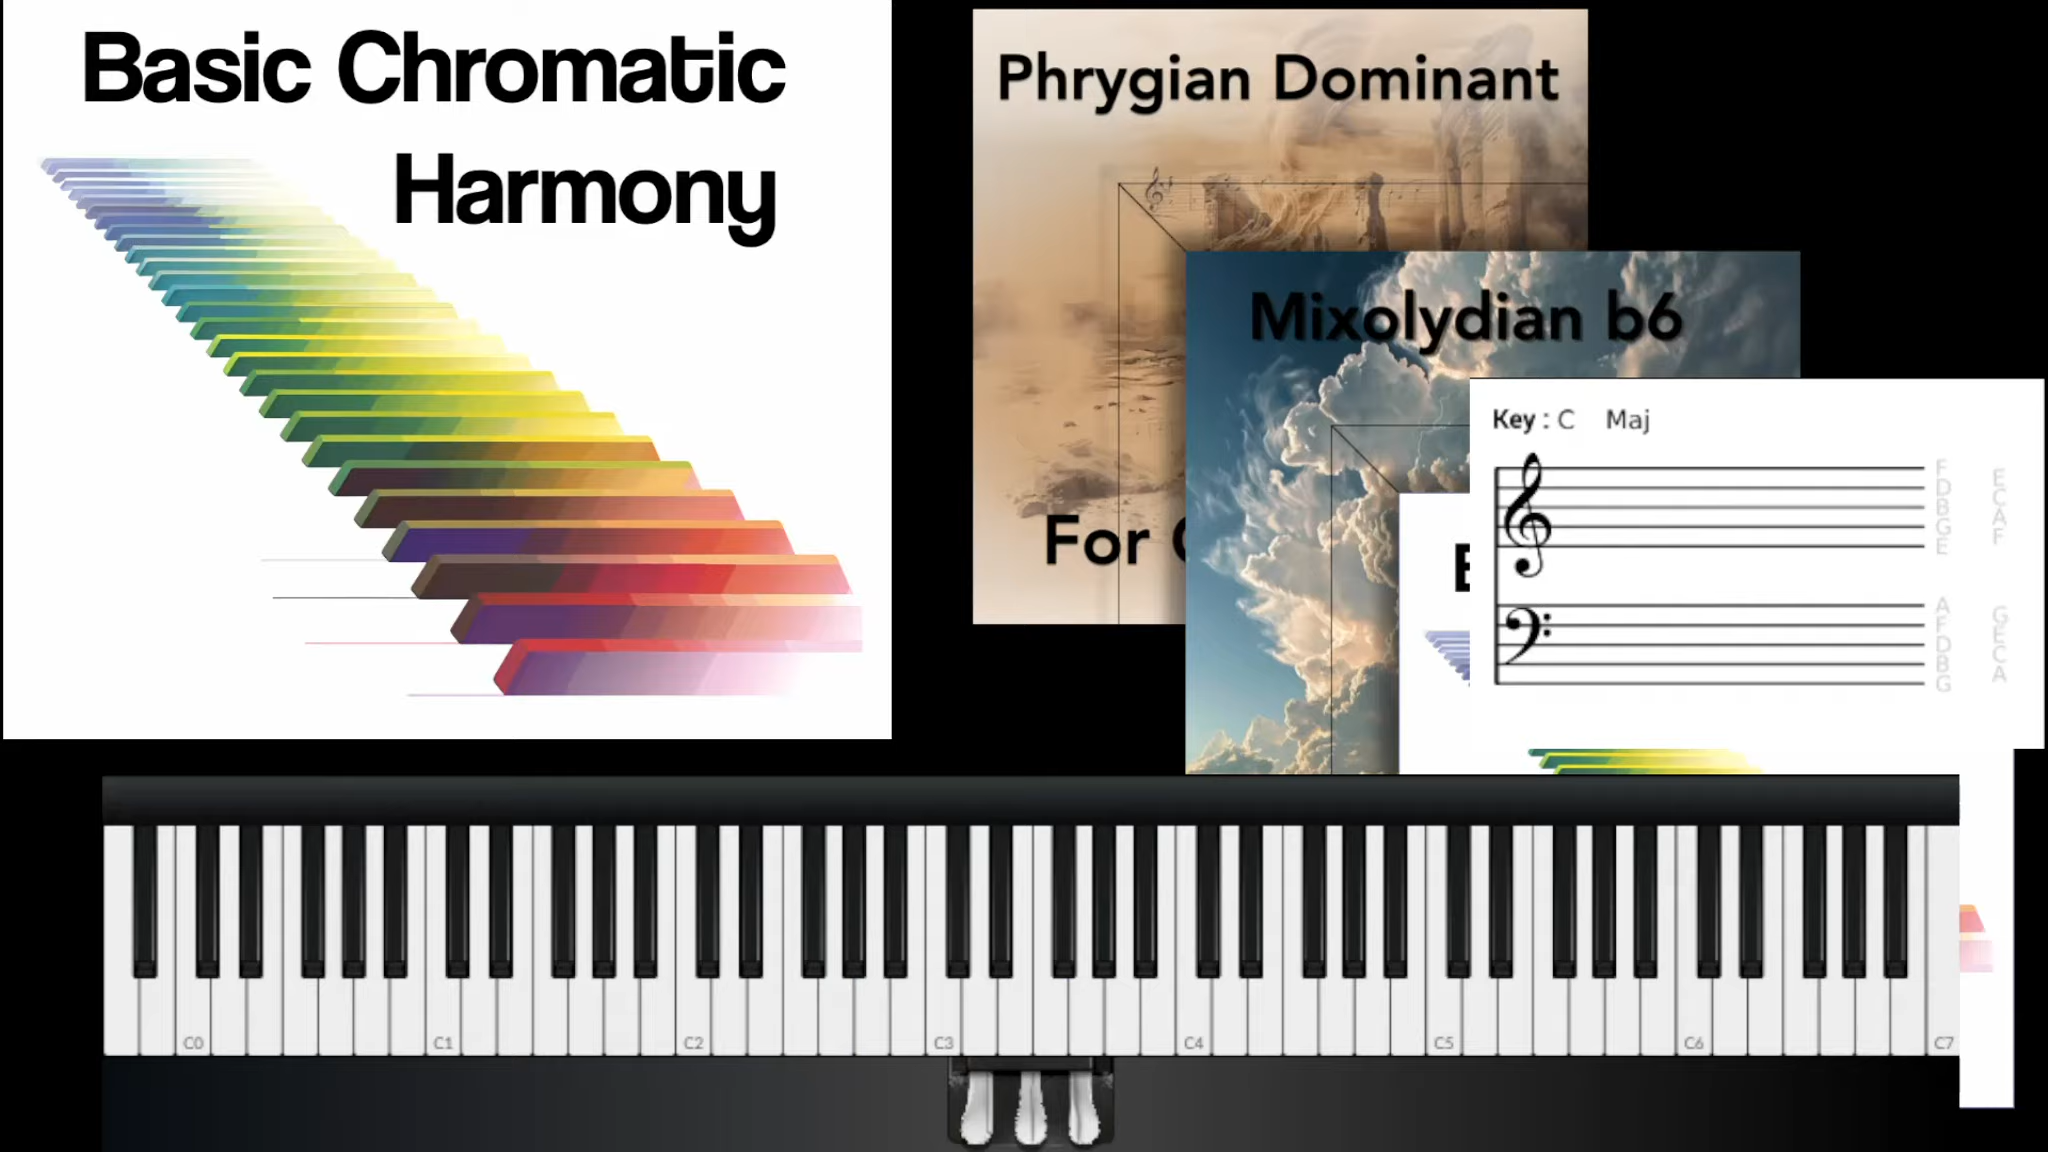 Basic Chromatic
Harmony
Phrygian Dominant
For
Mixolydian b6
Key : C Maj
F
D
B
G
E
E
C
A
F
A
F
D
B
G
G
E
C
A
C0 C1 C2 C3 C4 C5 C6 C7